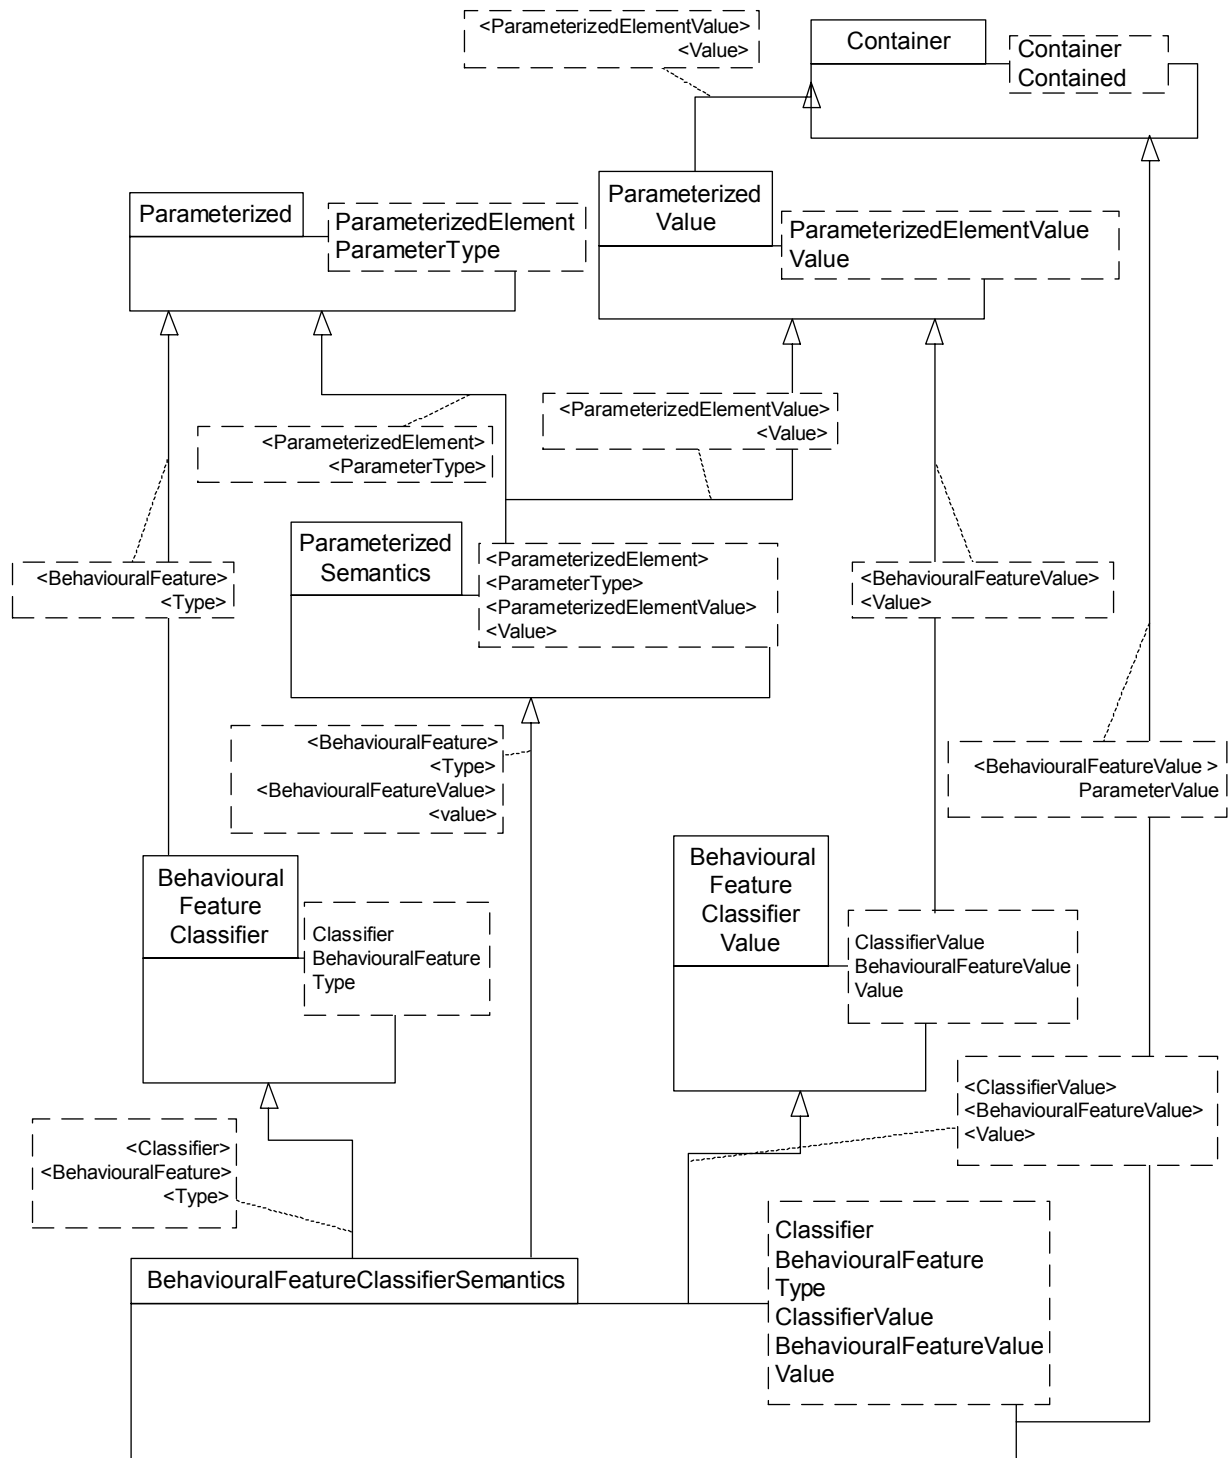 <ParameterizedElementValue>
<Value>
Container
Container
Contained
Parameterized
ParameterizedElement
ParameterType
Parameterized
Value
ParameterizedElementValue
Value
<ParameterizedElement>
<ParameterType>
<ParameterizedElementValue>
<Value>
<BehaviouralFeature>
<Type>
Parameterized
Semantics
<ParameterizedElement>
<ParameterType>
<ParameterizedElementValue>
<Value>
<BehaviouralFeatureValue>
<Value>
<BehaviouralFeature>
<Type>
<BehaviouralFeatureValue>
<value>
<BehaviouralFeatureValue >
ParameterValue
Behavioural
Feature
Classifier
Classifier
BehaviouralFeature
Type
Behavioural
Feature
Classifier
Value
ClassifierValue
BehaviouralFeatureValue
Value
<Classifier>
<BehaviouralFeature>
<Type>
<ClassifierValue>
<BehaviouralFeatureValue>
<Value>
BehaviouralFeatureClassifierSemantics
Classifier
BehaviouralFeature
Type
ClassifierValue
BehaviouralFeatureValue
Value